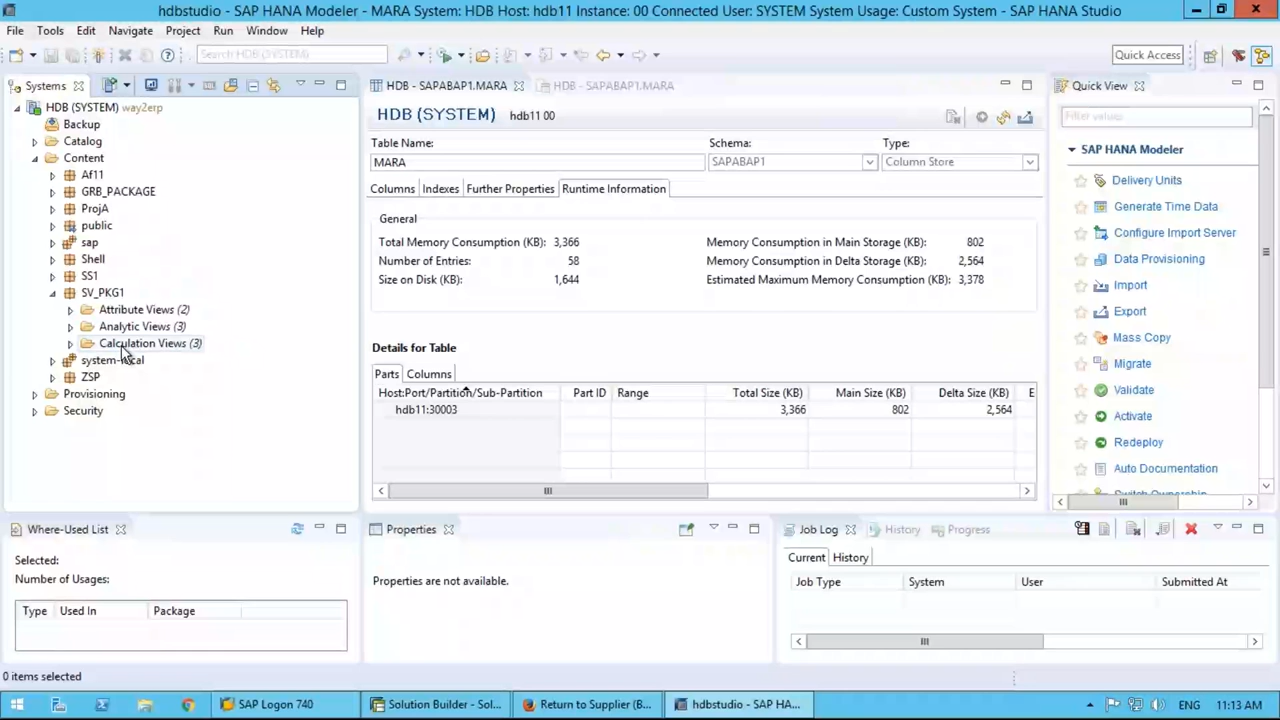 hdbstudio - SAP HANA Modeler - MARA System: HDB Host: hdb11 Instance: 00 Connected User: SYSTEM System Usage: Custom System - SAP HANA Studio
File Tools Edit Navigate Project Run Window Help
Search HDB (SYSTEM)
Quick Access
Systems
HDB (SYSTEM) way2erp
Backup
Catalog
Content
Af11
GRB_PACKAGE
ProjA
public
sap
Shell
SS1
SV_PKG1
Attribute Views (2)
Analytic Views (3)
Calculation Views (3)
system-local
ZSP
Provisioning
Security
HDB - SAPABAP1.MARA HDB - SAPABAP1.MARA
HDB (SYSTEM) hdb11 00
Table Name: Schema: Type:
MARA SAPABAP1 Column Store
Columns Indexes Further Properties Runtime Information
General
Total Memory Consumption (KB): 3,366 Memory Consumption in Main Storage (KB): 802
Number of Entries: 58 Memory Consumption in Delta Storage (KB): 2,564
Size on Disk (KB): 1,644 Estimated Maximum Memory Consumption (KB): 3,378
Details for Table
Parts Columns
Host:Port/Partition/Sub-Partition Part ID Range Total Size (KB) Main Size (KB) Delta Size (KB) E
hdb11:30003 3,366 802 2,564
Quick View
Filter values
SAP HANA Modeler
Delivery Units
Generate Time Data
Configure Import Server
Data Provisioning
Import
Export
Mass Copy
Migrate
Validate
Activate
Redeploy
Auto Documentation
Switch Ownership
Where-Used List
Selected:
Number of Usages:
Type Used In Package
Properties
Properties are not available.
Job Log History Progress
Current History
Job Type System User Submitted At
0 items selected
SAP Logon 740 Solution Builder - Sol... Return to Supplier (B... hdbstudio - SAP HA... ENG 11:13 AM